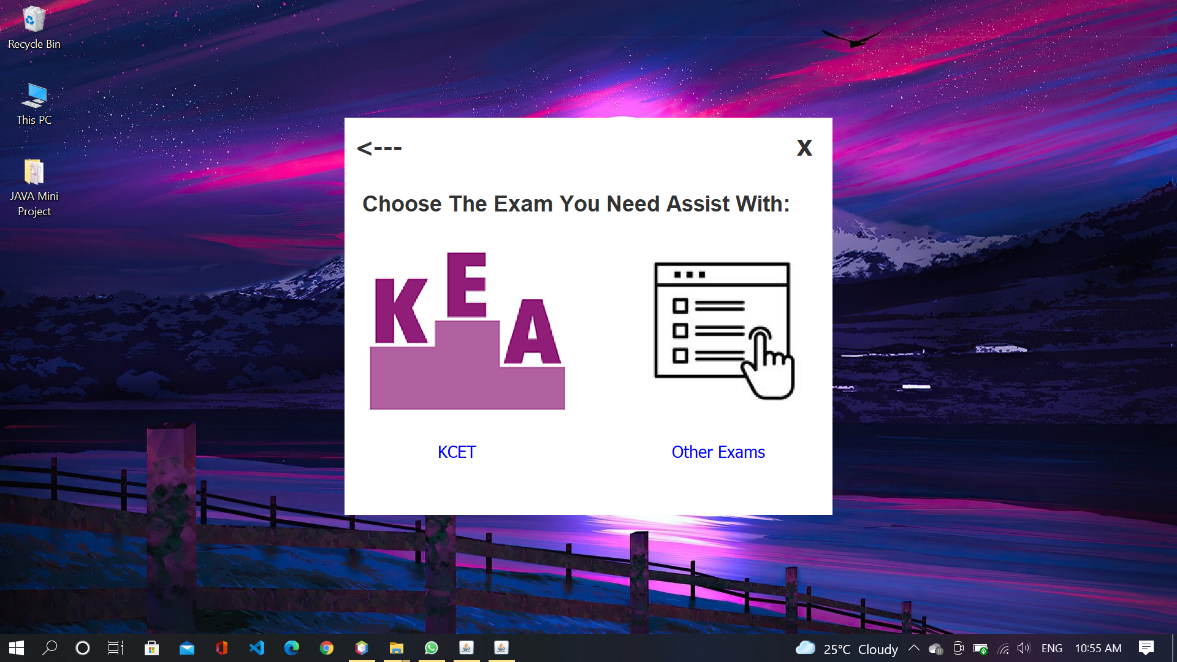 Recycle Bin
This PC
JAVA Mini
Project
<---
X
Choose The Exam You Need Assist With:
KEA
KCET
Other Exams
25°C Cloudy
ENG
10:55 AM